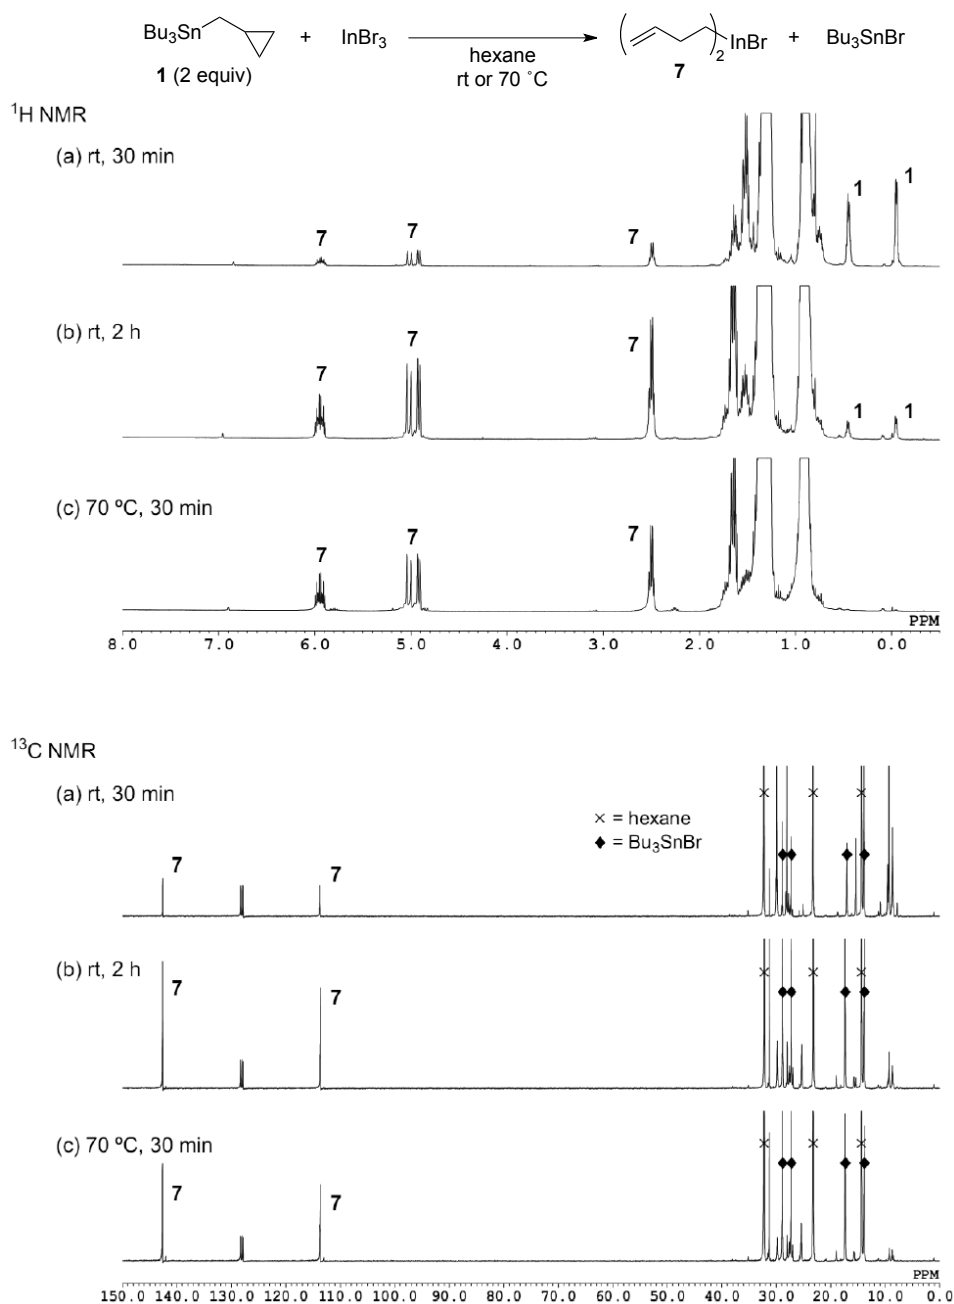 Bu3Sn + InBr3 hexane rt or 70 ˚C ( )2 InBr + Bu3SnBr
1 (2 equiv) 7
1H NMR
(a) rt, 30 min
7 7 7 1 1
(b) rt, 2 h
7 7 7 1 1
(c) 70 ºC, 30 min
7 7 7
PPM
8.0 7.0 6.0 5.0 4.0 3.0 2.0 1.0 0.0
13C NMR
(a) rt, 30 min
× = hexane
◆ = Bu3SnBr
7 7
(b) rt, 2 h
7 7
(c) 70 ºC, 30 min
7 7
PPM
150.0 140.0 130.0 120.0 110.0 100.0 90.0 80.0 70.0 60.0 50.0 40.0 30.0 20.0 10.0 0.0